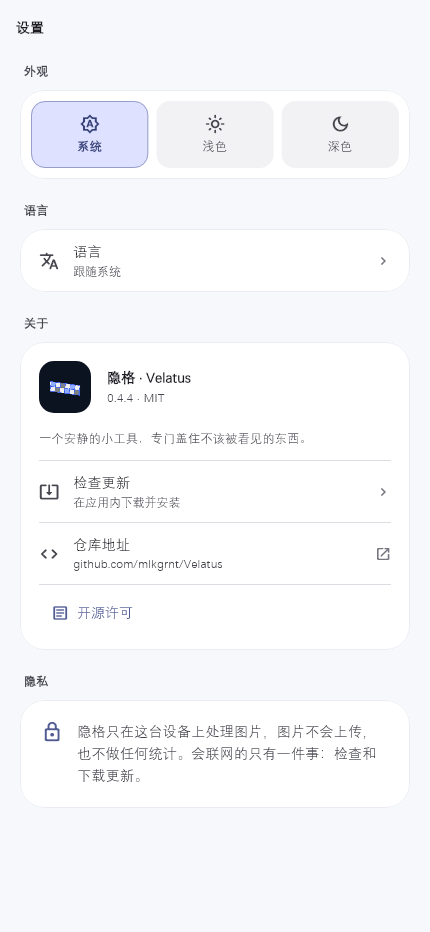 设置
外观
系统
浅色
深色
语言
语言
跟随系统
关于
隐格 · Velatus
0.4.4 · MIT
一个安静的小工具，专门盖住不该被看见的东西。
检查更新
在应用内下载并安装
仓库地址
github.com/mlkgrnt/Velatus
开源许可
隐私
隐格只在这台设备上处理图片，图片不会上传，
也不做任何统计。会联网的只有一件事：检查和
下载更新。